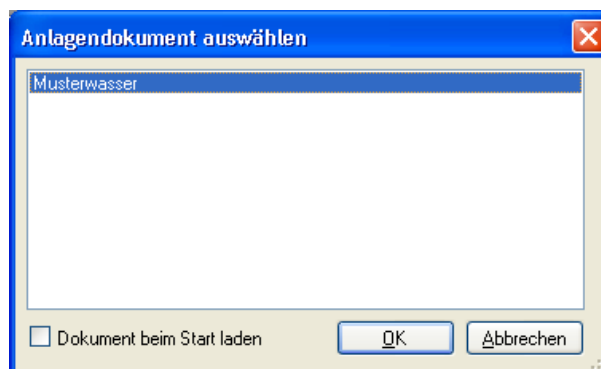 Anlagendokument auswählen
Musterwasser
Dokument beim Start laden
OK
Abbrechen